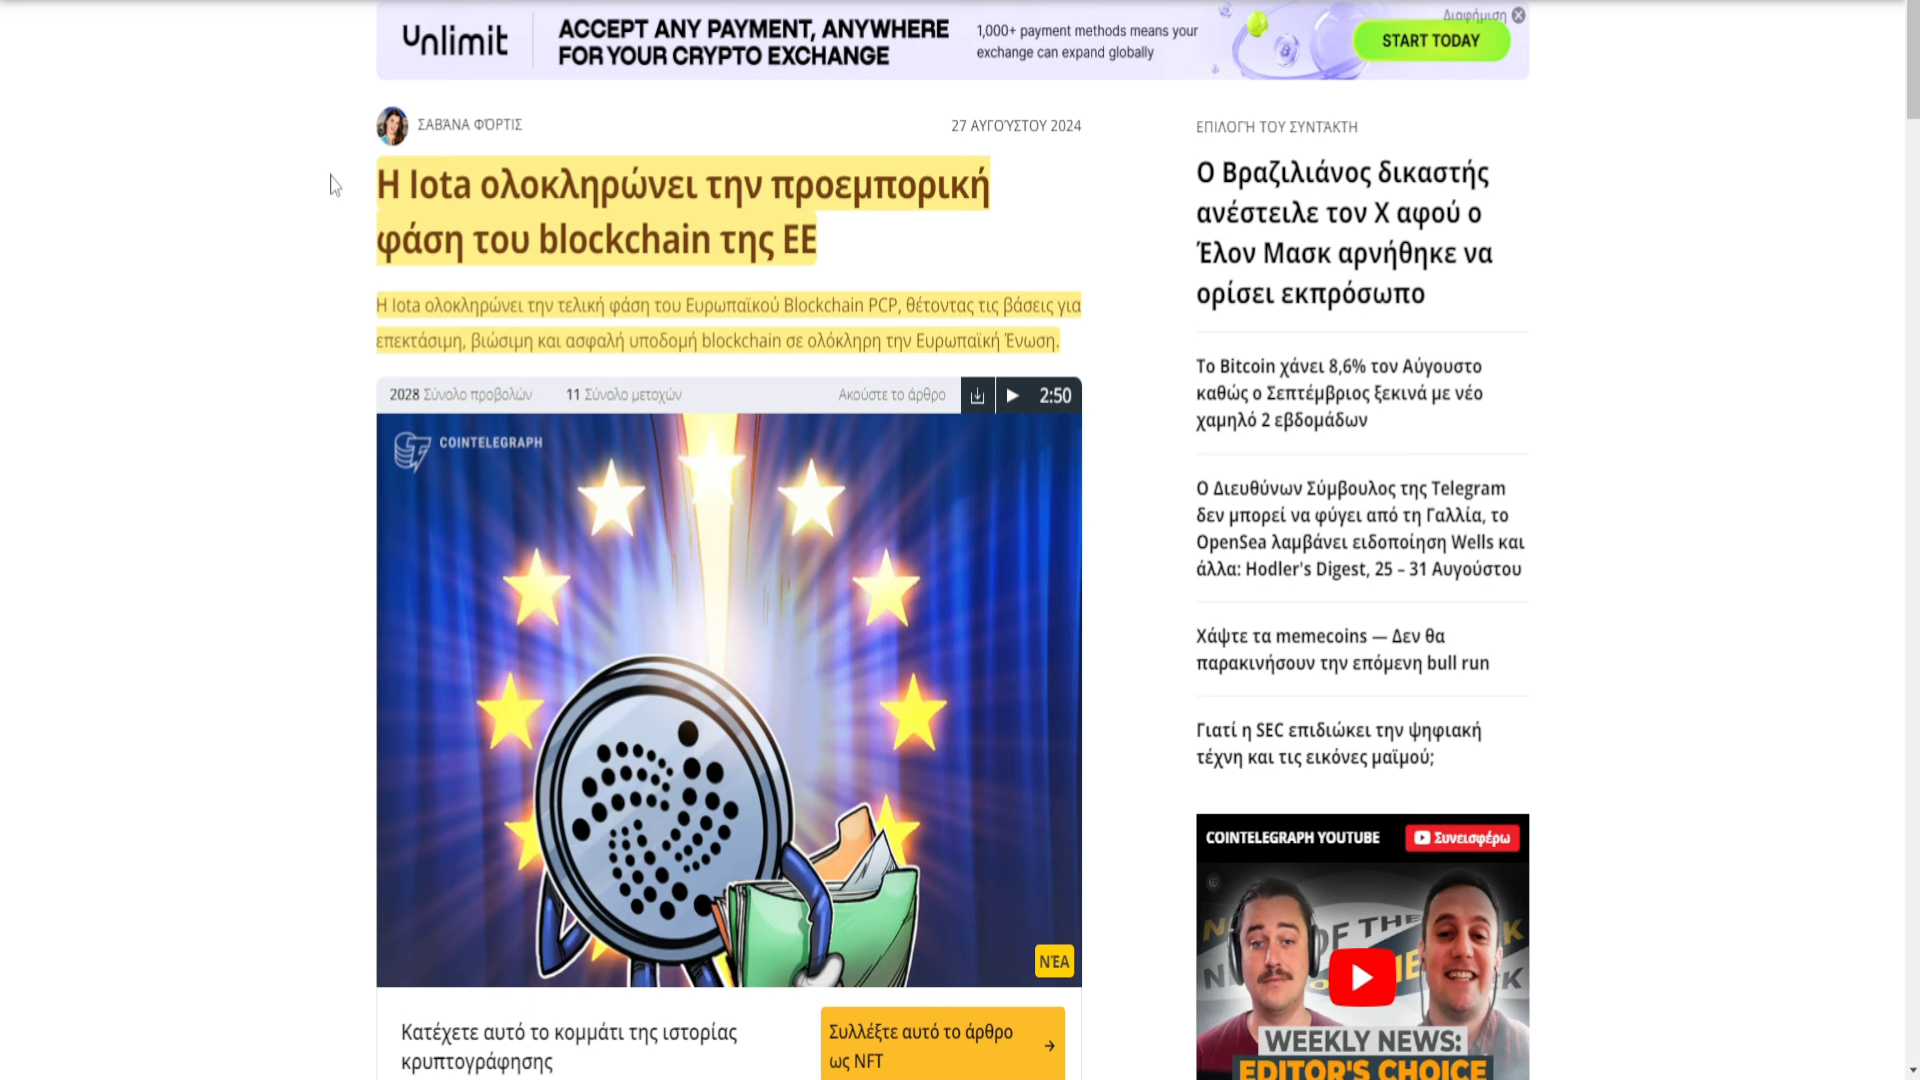 Unlimit
ACCEPT ANY PAYMENT, ANYWHERE
FOR YOUR CRYPTO EXCHANGE
1,000+ payment methods means your
exchange can expand globally
Διαφήμιση
START TODAY
ΣΑΒΆΝΑ ΦΌΡΤΙΣ
27 ΑΥΓΟΎΣΤΟΥ 2024
Η Iota ολοκληρώνει την προεμπορική
φάση του blockchain της ΕΕ
Η Iota ολοκληρώνει την τελική φάση του Ευρωπαϊκού Blockchain PCP, θέτοντας τις βάσεις για
επεκτάσιμη, βιώσιμη και ασφαλή υποδομή blockchain σε ολόκληρη την Ευρωπαϊκή Ένωση.
2028 Σύνολο προβολών
11 Σύνολο μετοχών
Ακούστε το άρθρο
2:50
COINTELEGRAPH
ΝΈΑ
Κατέχετε αυτό το κομμάτι της ιστορίας
κρυπτογράφησης
Συλλέξτε αυτό το άρθρο
ως NFT
ΕΠΙΛΟΓΉ ΤΟΥ ΣΥΝΤΆΚΤΗ
Ο Βραζιλιάνος δικαστής
ανέστειλε τον Χ αφού ο
Έλον Μασκ αρνήθηκε να
ορίσει εκπρόσωπο
Το Bitcoin χάνει 8,6% τον Αύγουστο
καθώς ο Σεπτέμβριος ξεκινά με νέο
χαμηλό 2 εβδομάδων
Ο Διευθύνων Σύμβουλος της Telegram
δεν μπορεί να φύγει από τη Γαλλία, το
OpenSea λαμβάνει ειδοποίηση Wells και
άλλα: Hodler's Digest, 25 – 31 Αυγούστου
Χάψτε τα memecoins — Δεν θα
παρακινήσουν την επόμενη bull run
Γιατί η SEC επιδιώκει την ψηφιακή
τέχνη και τις εικόνες μαϊμού;
COINTELEGRAPH YOUTUBE
Συνεισφέρω
OF THE
WEEKLY NEWS:
EDITOR'S CHOICE